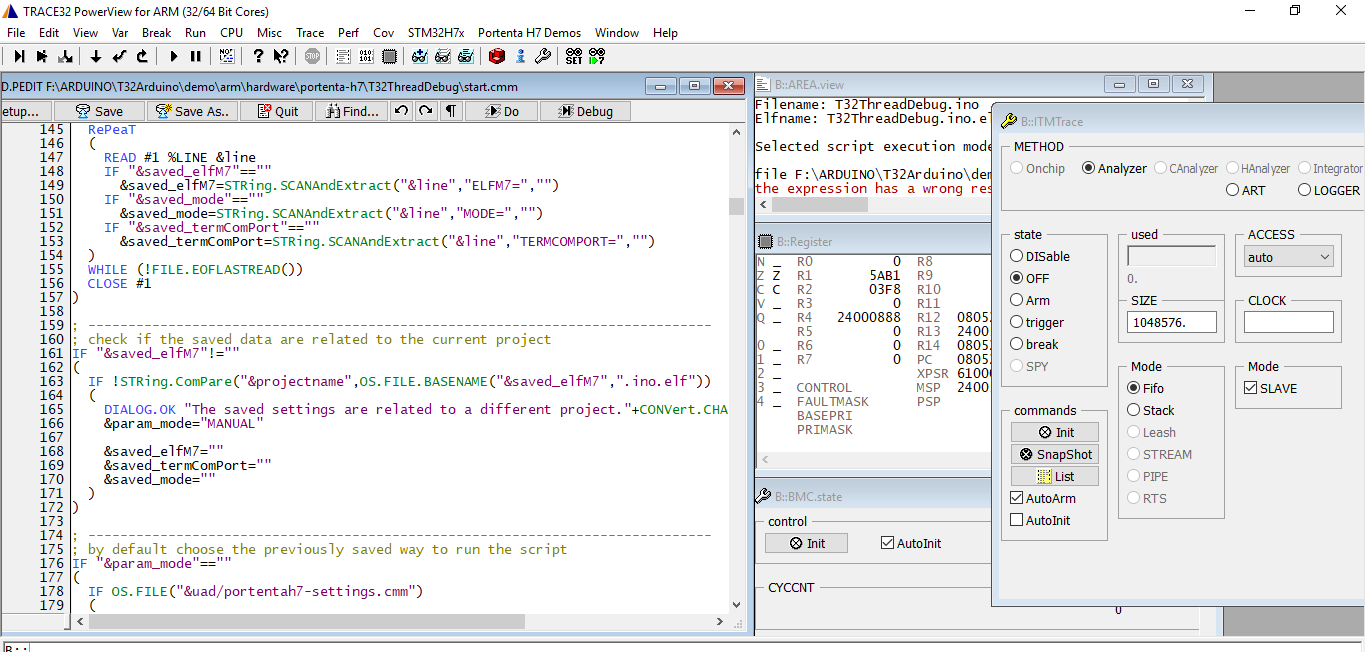 TRACE32 PowerView for ARM (32/64 Bit Cores)
File Edit View Var Break Run CPU Misc Trace Perf Cov STM32H7x Portenta H7 Demos Window Help
D.PEDIT F:\ARDUINO\T32Arduino\demo\arm\hardware\portenta-h7\T32ThreadDebug\start.cmm
etup... Save Save As.. Quit Find... Do Debug
145 RePeaT
146 (
147 READ #1 %LINE &line
148 IF "&saved_elfM7"==""
149 &saved_elfM7=STRing.SCANAndExtract("&line","ELFM7=","")
150 IF "&saved_mode"==""
151 &saved_mode=STRing.SCANAndExtract("&line","MODE=","")
152 IF "&saved_termComPort"==""
153 &saved_termComPort=STRing.SCANAndExtract("&line","TERMCOMPORT=","")
154 )
155 WHILE (!FILE.EOFLASTREAD())
156 CLOSE #1
157 )
158
159 ; ------------------------------------------------------------------------------
160 ; check if the saved data are related to the current project
161 IF "&saved_elfM7"!=""
162 (
163 IF !STRing.ComPare("&projectname",OS.FILE.BASENAME("&saved_elfM7",".ino.elf"))
164 (
165 DIALOG.OK "The saved settings are related to a different project."+CONVert.CHA
166 &param_mode="MANUAL"
167
168 &saved_elfM7=""
169 &saved_termComPort=""
170 &saved_mode=""
171 )
172 )
173
174 ; ------------------------------------------------------------------------------
175 ; by default choose the previously saved way to run the script
176 IF "&param_mode"==""
177 (
178 IF OS.FILE("&uad/portentah7-settings.cmm")
179 (
B::
B::AREA.view
Filename: T32ThreadDebug.ino
Elfname: T32ThreadDebug.ino.el
Selected script execution mode
file F:\ARDUINO\T32Arduino\dem
the expression has a wrong res
B::Register
N _ R0 0 R8
Z Z R1 5AB1 R9
C C R2 03F8 R10
V _ R3 0 R11
Q _ R4 24000888 R12 0805
R5 0 R13 2400
0 _ R6 0 R14 0805
1 _ R7 0 PC 0805
2 _ XPSR 6100
3 _ CONTROL MSP 2400
4 _ FAULTMASK PSP
BASEPRI
PRIMASK
B::BMC.state
control
Init AutoInit
CYCCNT
0
B::ITMTrace
METHOD
Onchip Analyzer CAnalyzer HAnalyzer Integrator
ART LOGGER
state
DISable
OFF
Arm
trigger
break
SPY
commands
Init
SnapShot
List
AutoArm
AutoInit
used
0.
SIZE
1048576.
Mode
Fifo
Stack
Leash
STREAM
PIPE
RTS
ACCESS
auto
CLOCK
Mode
SLAVE